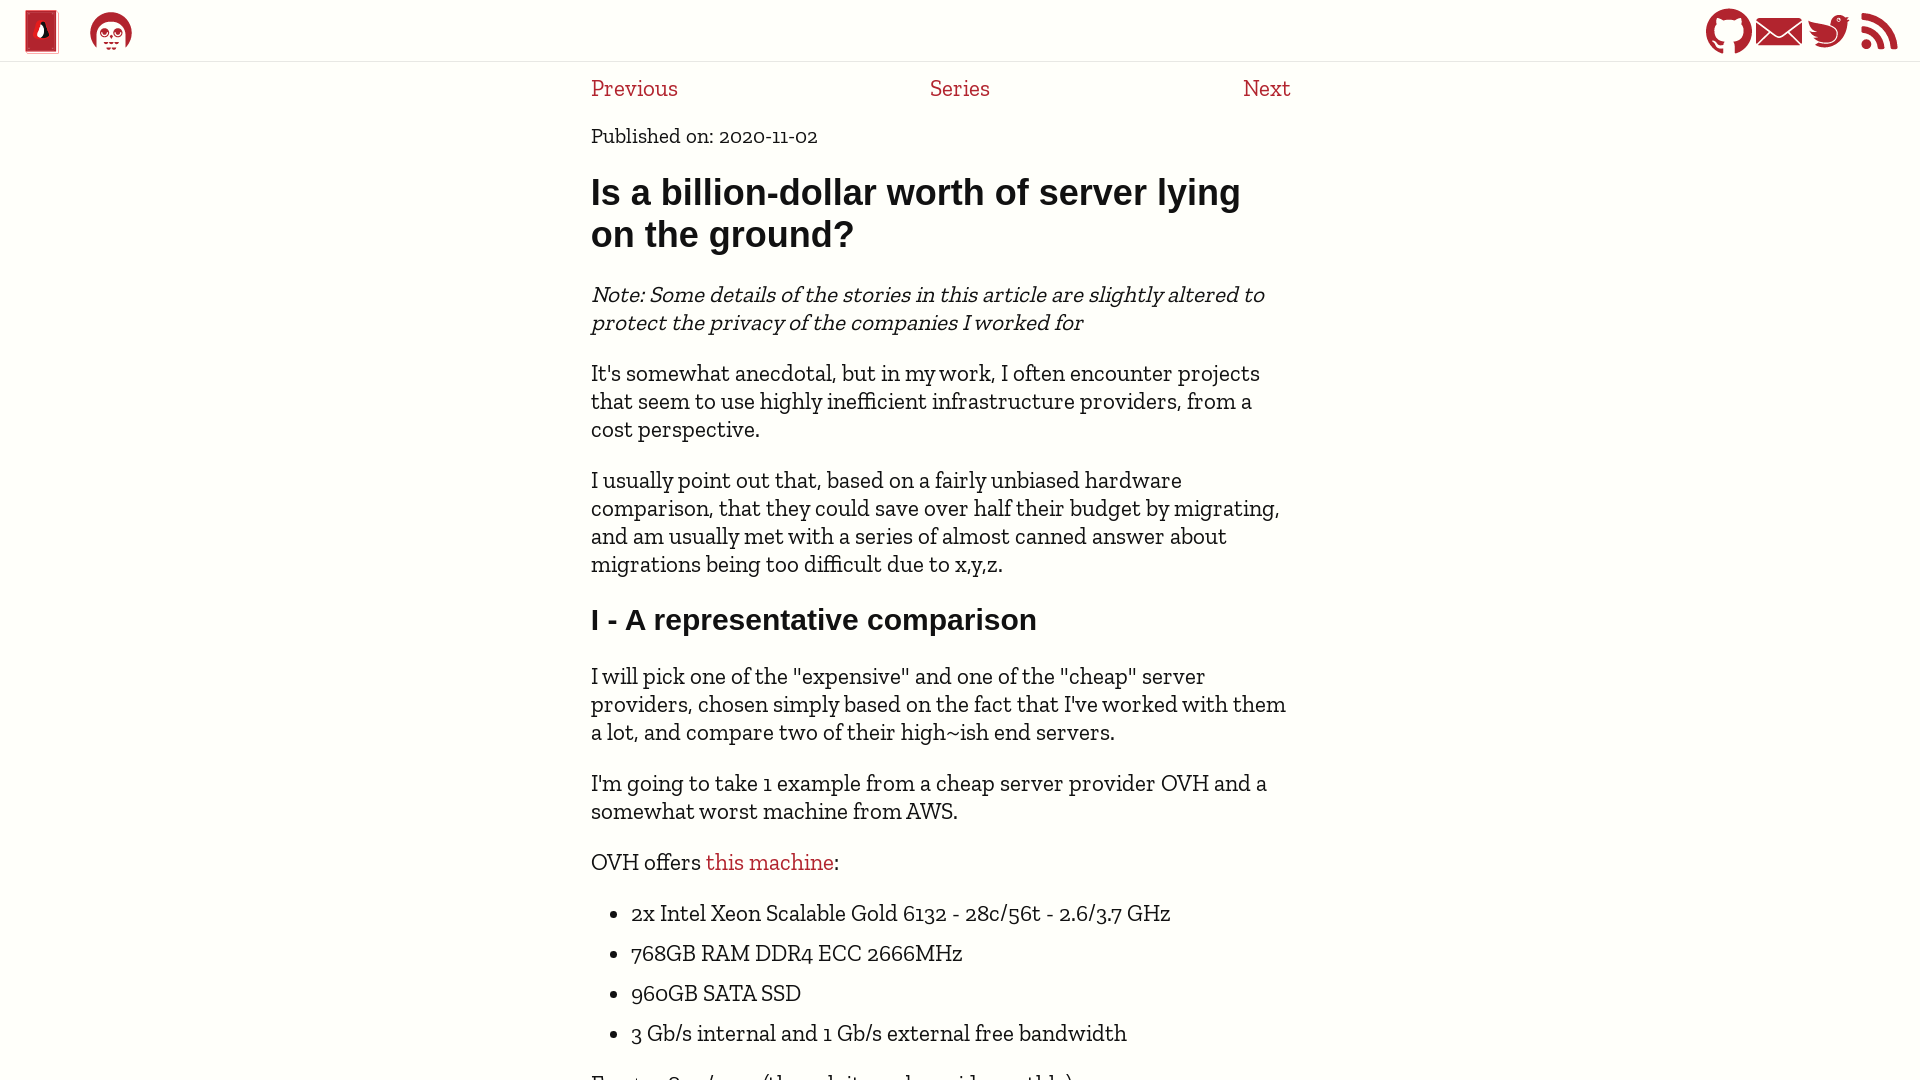 Previous Series Next
Published on: 2020-11-02
Is a billion-dollar worth of server lying
on the ground?
Note: Some details of the stories in this article are slightly altered to
protect the privacy of the companies I worked for
It's somewhat anecdotal, but in my work, I often encounter projects
that seem to use highly inefficient infrastructure providers, from a
cost perspective.
I usually point out that, based on a fairly unbiased hardware
comparison, that they could save over half their budget by migrating,
and am usually met with a series of almost canned answer about
migrations being too difficult due to x,y,z.
I - A representative comparison
I will pick one of the "expensive" and one of the "cheap" server
providers, chosen simply based on the fact that I've worked with them
a lot, and compare two of their high~ish end servers.
I'm going to take 1 example from a cheap server provider OVH and a
somewhat worst machine from AWS.
OVH offers this machine:
• 2x Intel Xeon Scalable Gold 6132 - 28c/56t - 2.6/3.7 GHz
• 768GB RAM DDR4 ECC 2666MHz
• 960GB SATA SSD
• 3 Gb/s internal and 1 Gb/s external free bandwidth